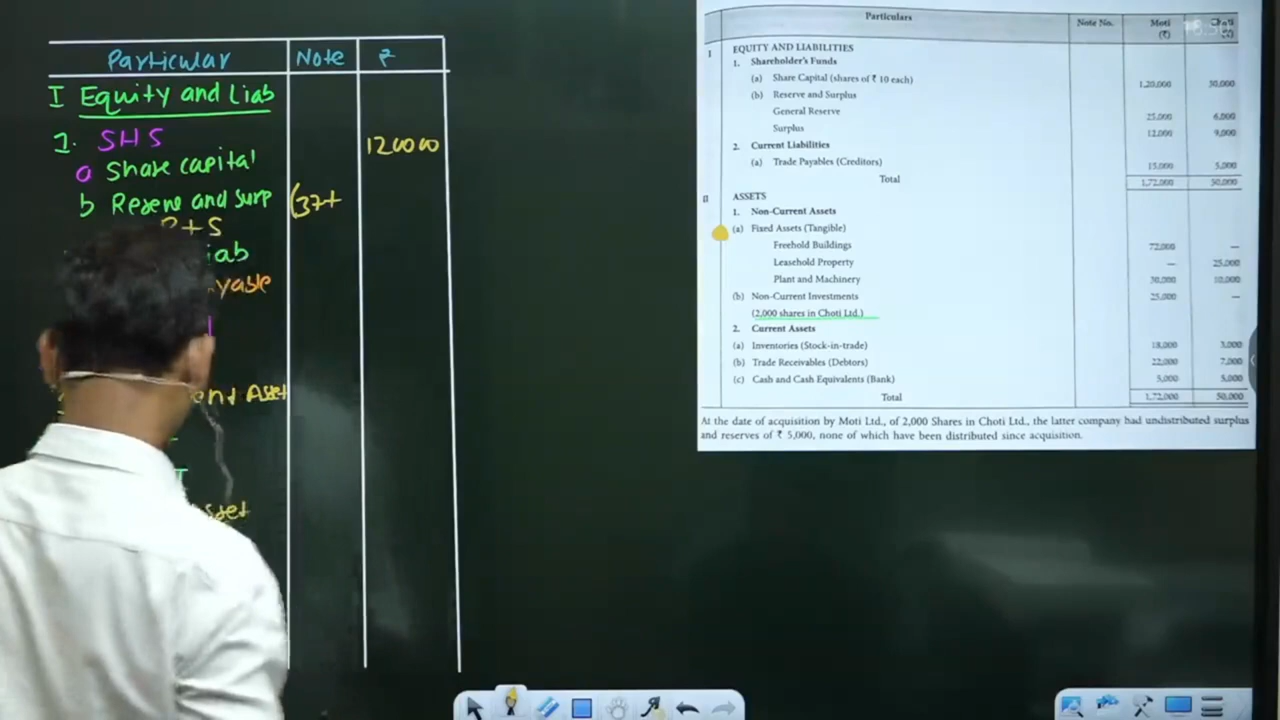 Particular Note ₹
I Equity and Liab
1. SHS
a Share capital 120000
b Reserve and surp (37+
R+S
iab
yable
ent Asset
T
sset
Particulars Note No. Moti (₹) Choti (₹)
I EQUITY AND LIABILITIES
1. Shareholder's Funds
(a) Share Capital (shares of ₹ 10 each) 1,20,000 30,000
(b) Reserve and Surplus
General Reserve 25,000 6,000
Surplus 12,000 9,000
2. Current Liabilities
(a) Trade Payables (Creditors) 15,000 5,000
Total 1,72,000 50,000
II ASSETS
1. Non-Current Assets
(a) Fixed Assets (Tangible)
Freehold Buildings 72,000 —
Leasehold Property — 25,000
Plant and Machinery 30,000 10,000
(b) Non-Current Investments 25,000 —
(2,000 shares in Choti Ltd.)
2. Current Assets
(a) Inventories (Stock-in-trade) 18,000 3,000
(b) Trade Receivables (Debtors) 22,000 7,000
(c) Cash and Cash Equivalents (Bank) 5,000 5,000
Total 1,72,000 50,000
At the date of acquisition by Moti Ltd., of 2,000 Shares in Choti Ltd., the latter company had undistributed surplus
and reserves of ₹ 5,000, none of which have been distributed since acquisition.